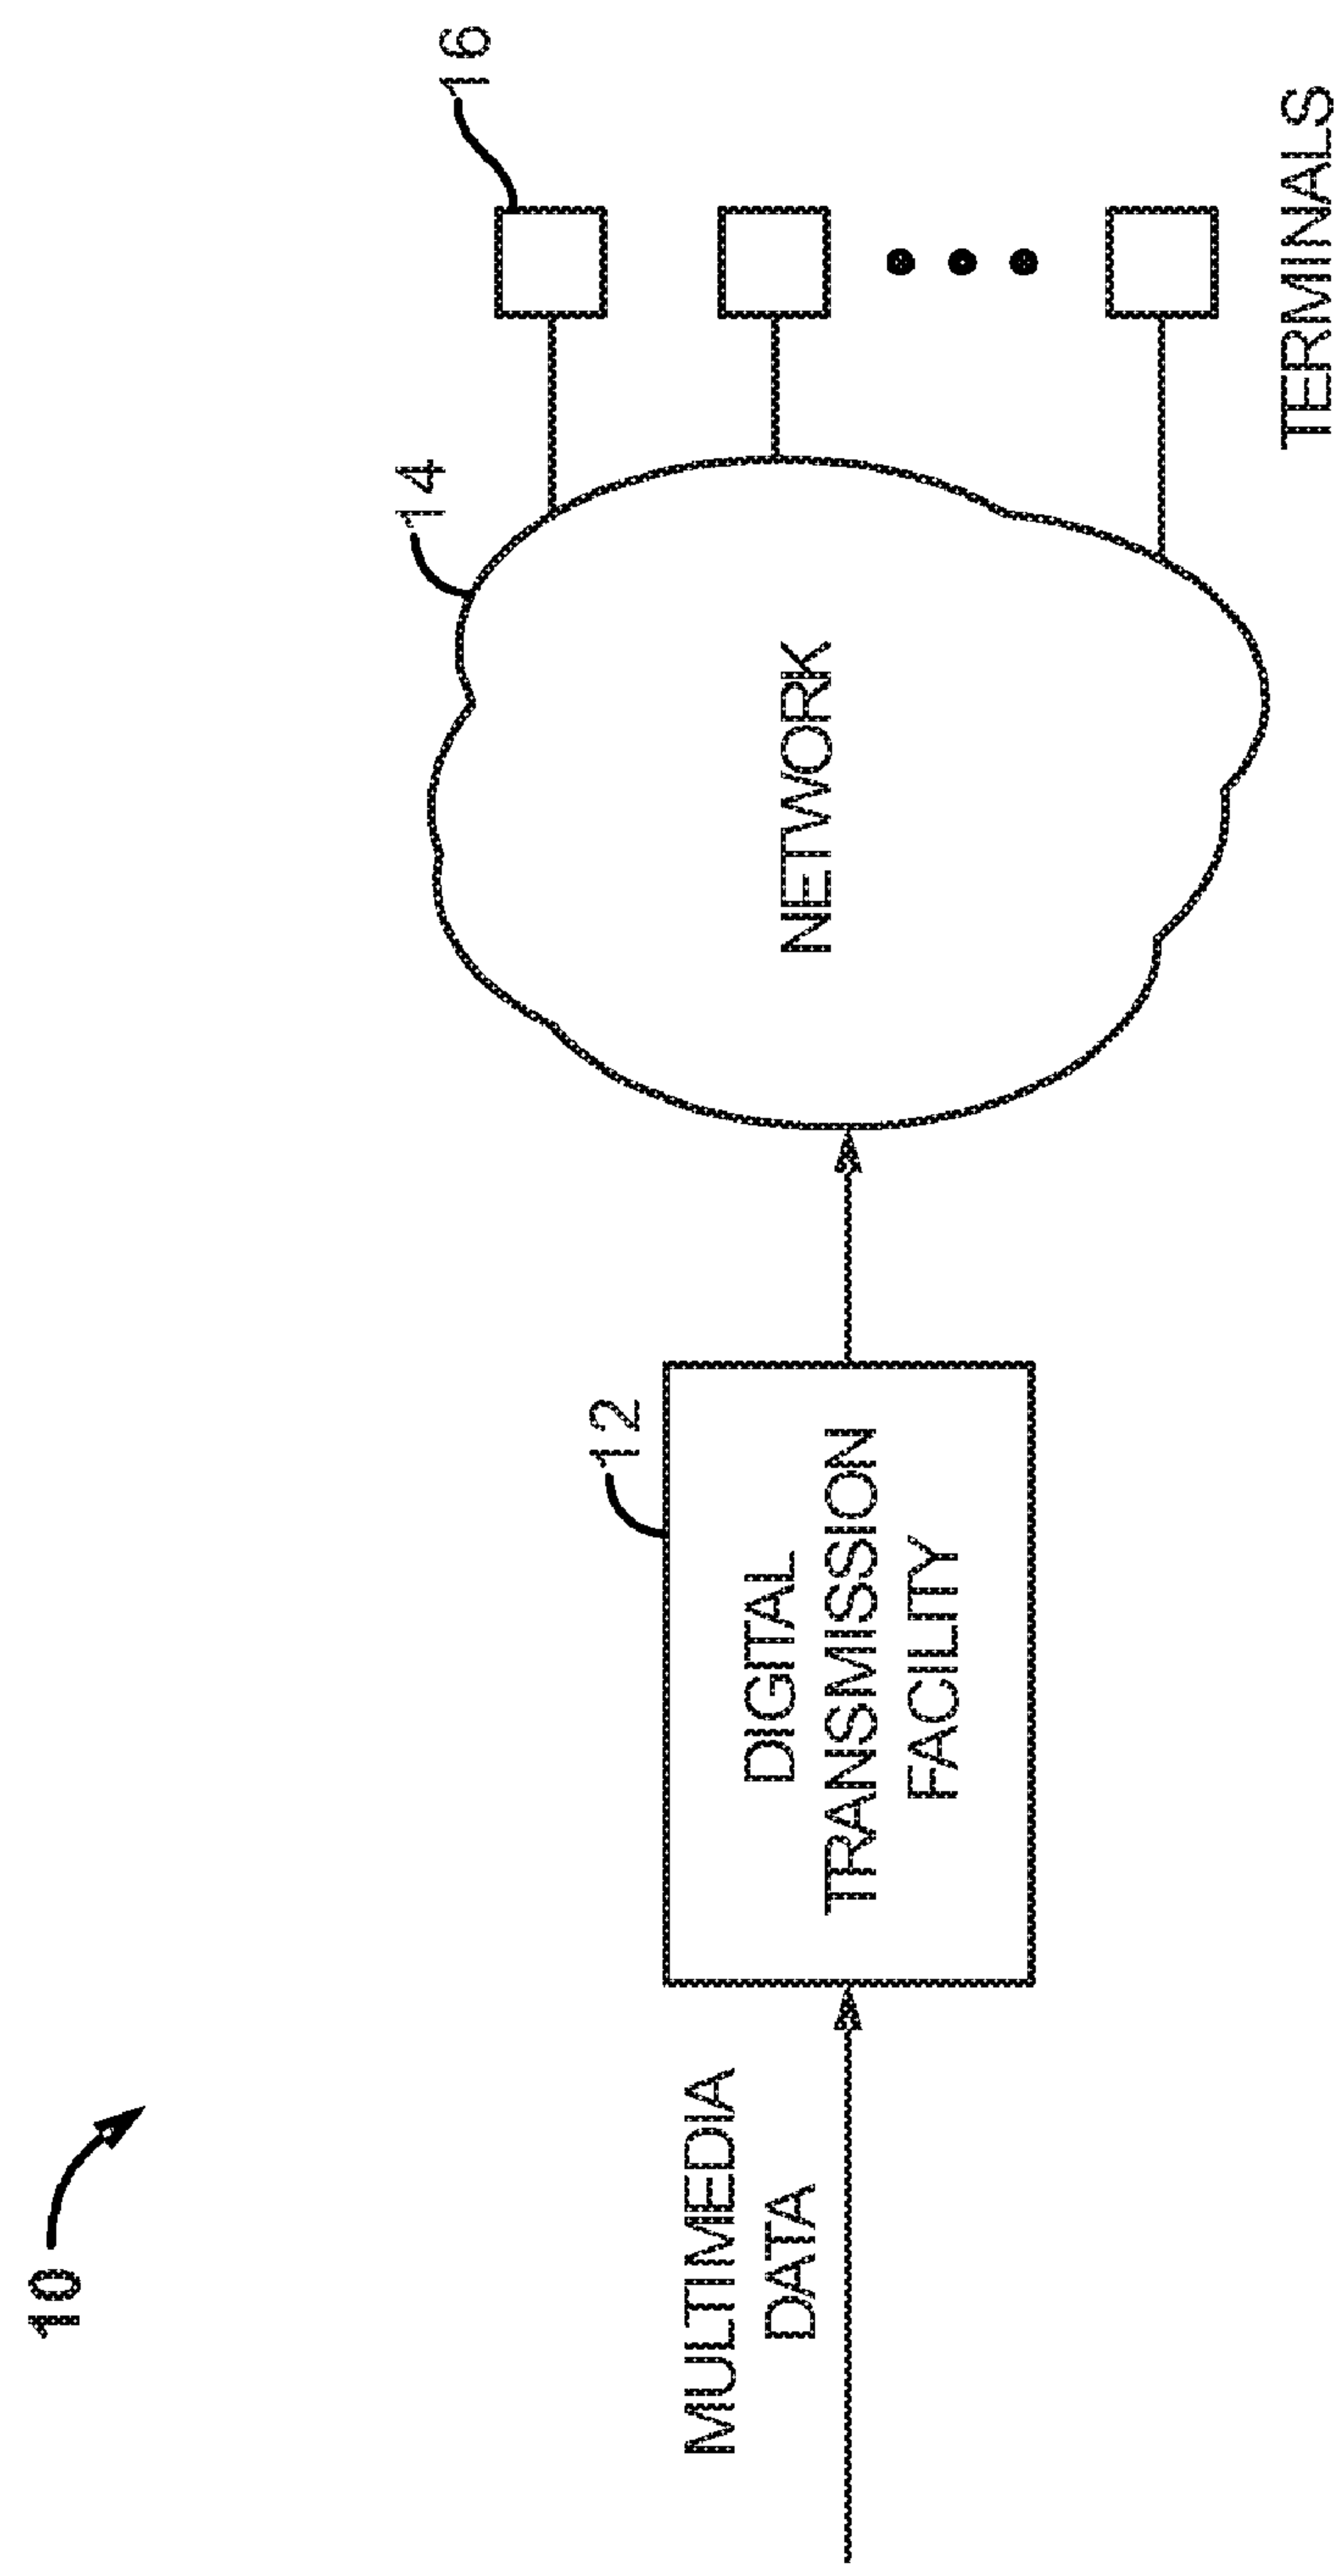 10
MULTIMEDIA
DATA
12
DIGITAL
TRANSMISSION
FACILITY
14
NETWORK
16
TERMINALS